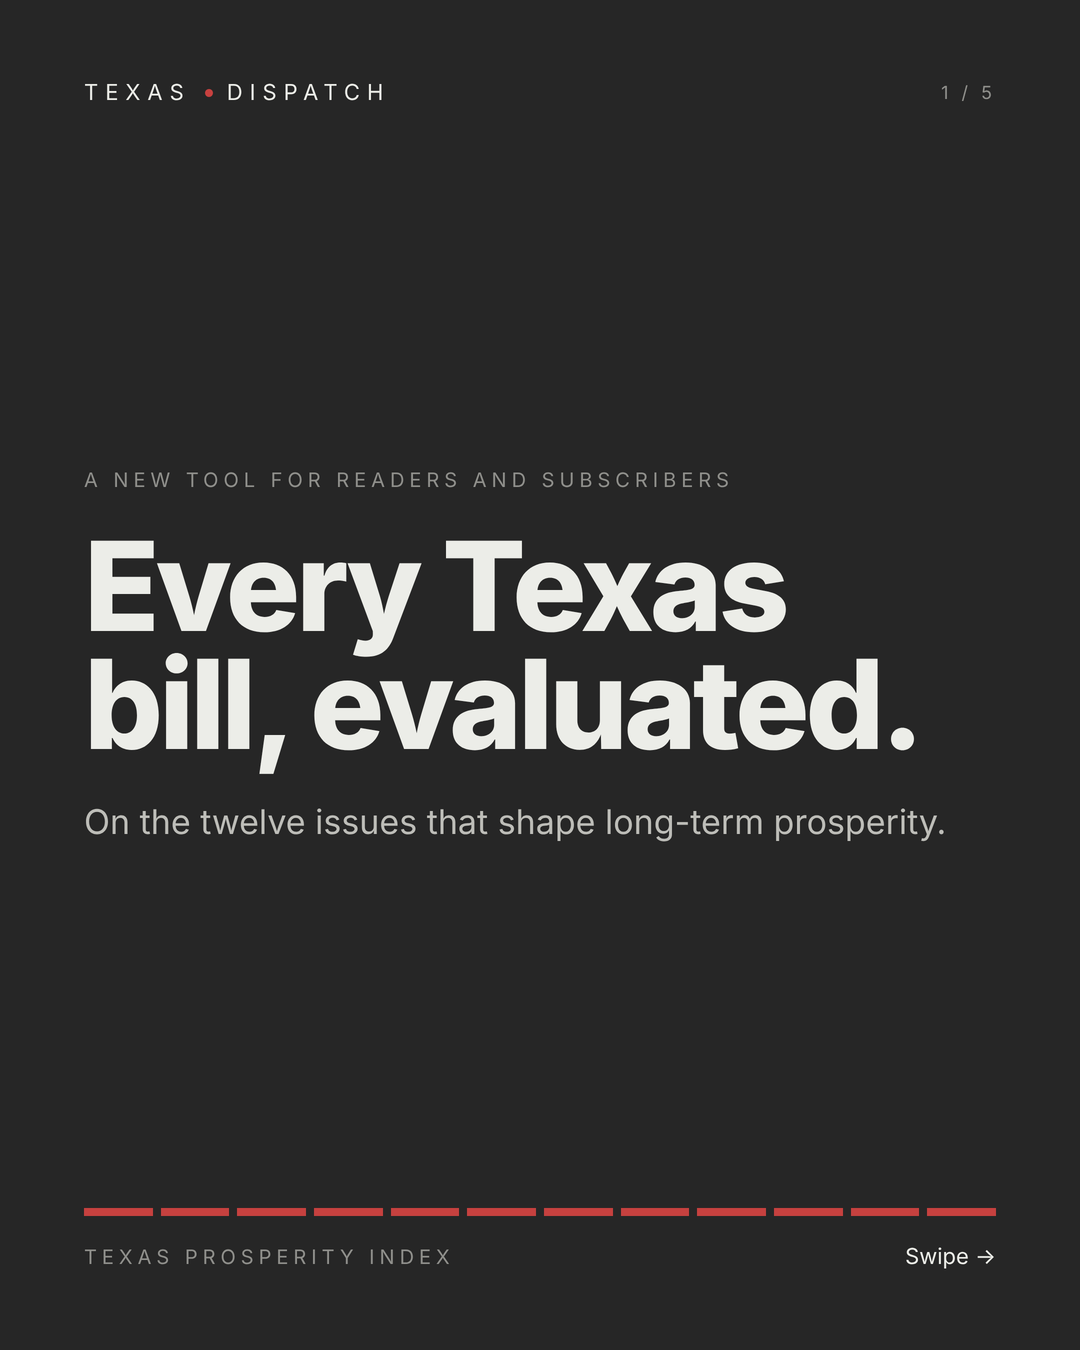 TEXAS • DISPATCH
1 / 5
A NEW TOOL FOR READERS AND SUBSCRIBERS
Every Texas
bill, evaluated.
On the twelve issues that shape long-term prosperity.
TEXAS PROSPERITY INDEX
Swipe →